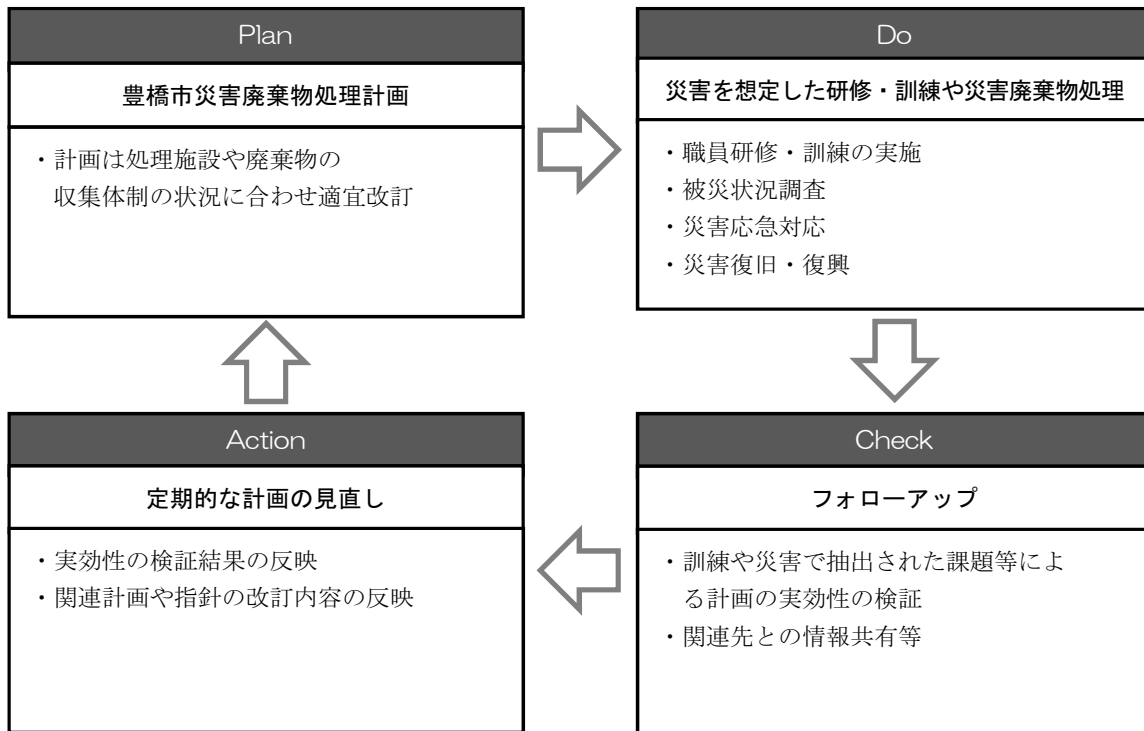 Plan
豊橋市災害廃棄物処理計画
・計画は処理施設や廃棄物の
収集体制の状況に合わせ適宜改訂
Do
災害を想定した研修・訓練や災害廃棄物処理
・職員研修・訓練の実施
・被災状況調査
・災害応急対応
・災害復旧・復興
Check
フォローアップ
・訓練や災害で抽出された課題等によ
る計画の実効性の検証
・関連先との情報共有等
Action
定期的な計画の見直し
・実効性の検証結果の反映
・関連計画や指針の改訂内容の反映